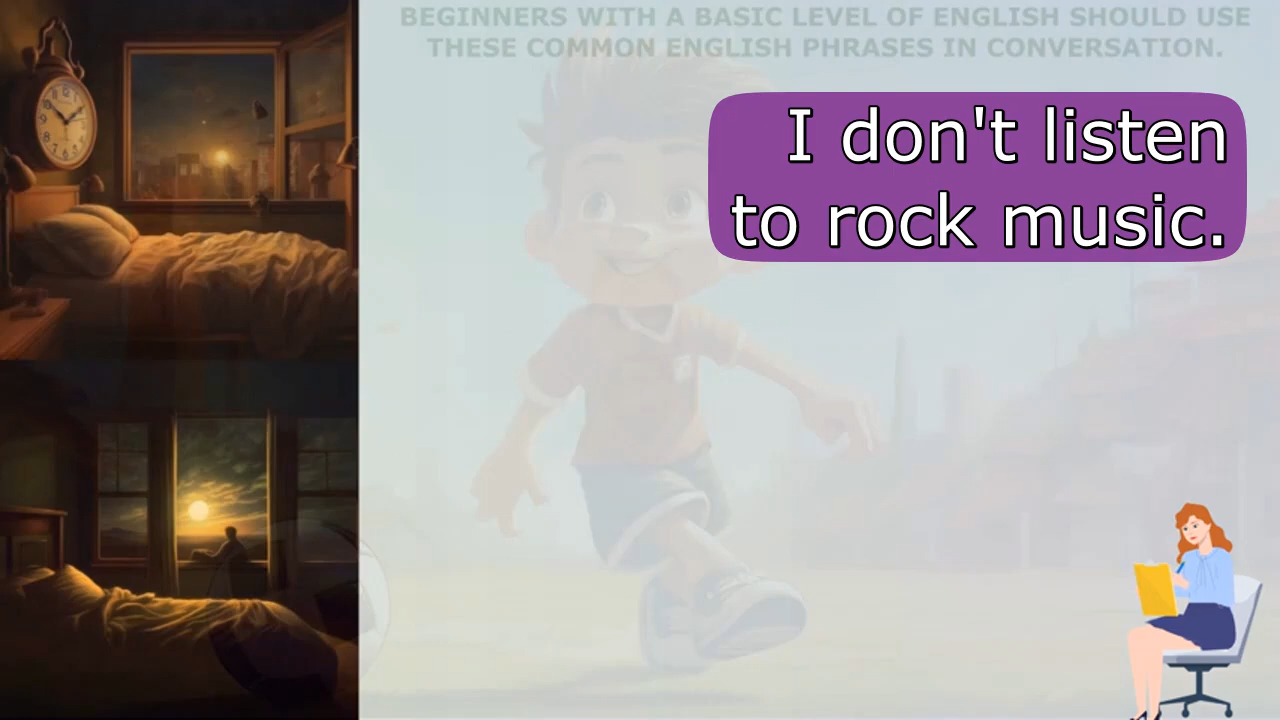 BEGINNERS WITH A BASIC LEVEL OF ENGLISH SHOULD USE
THESE COMMON ENGLISH PHRASES IN CONVERSATION.
I don't listen
to rock music.